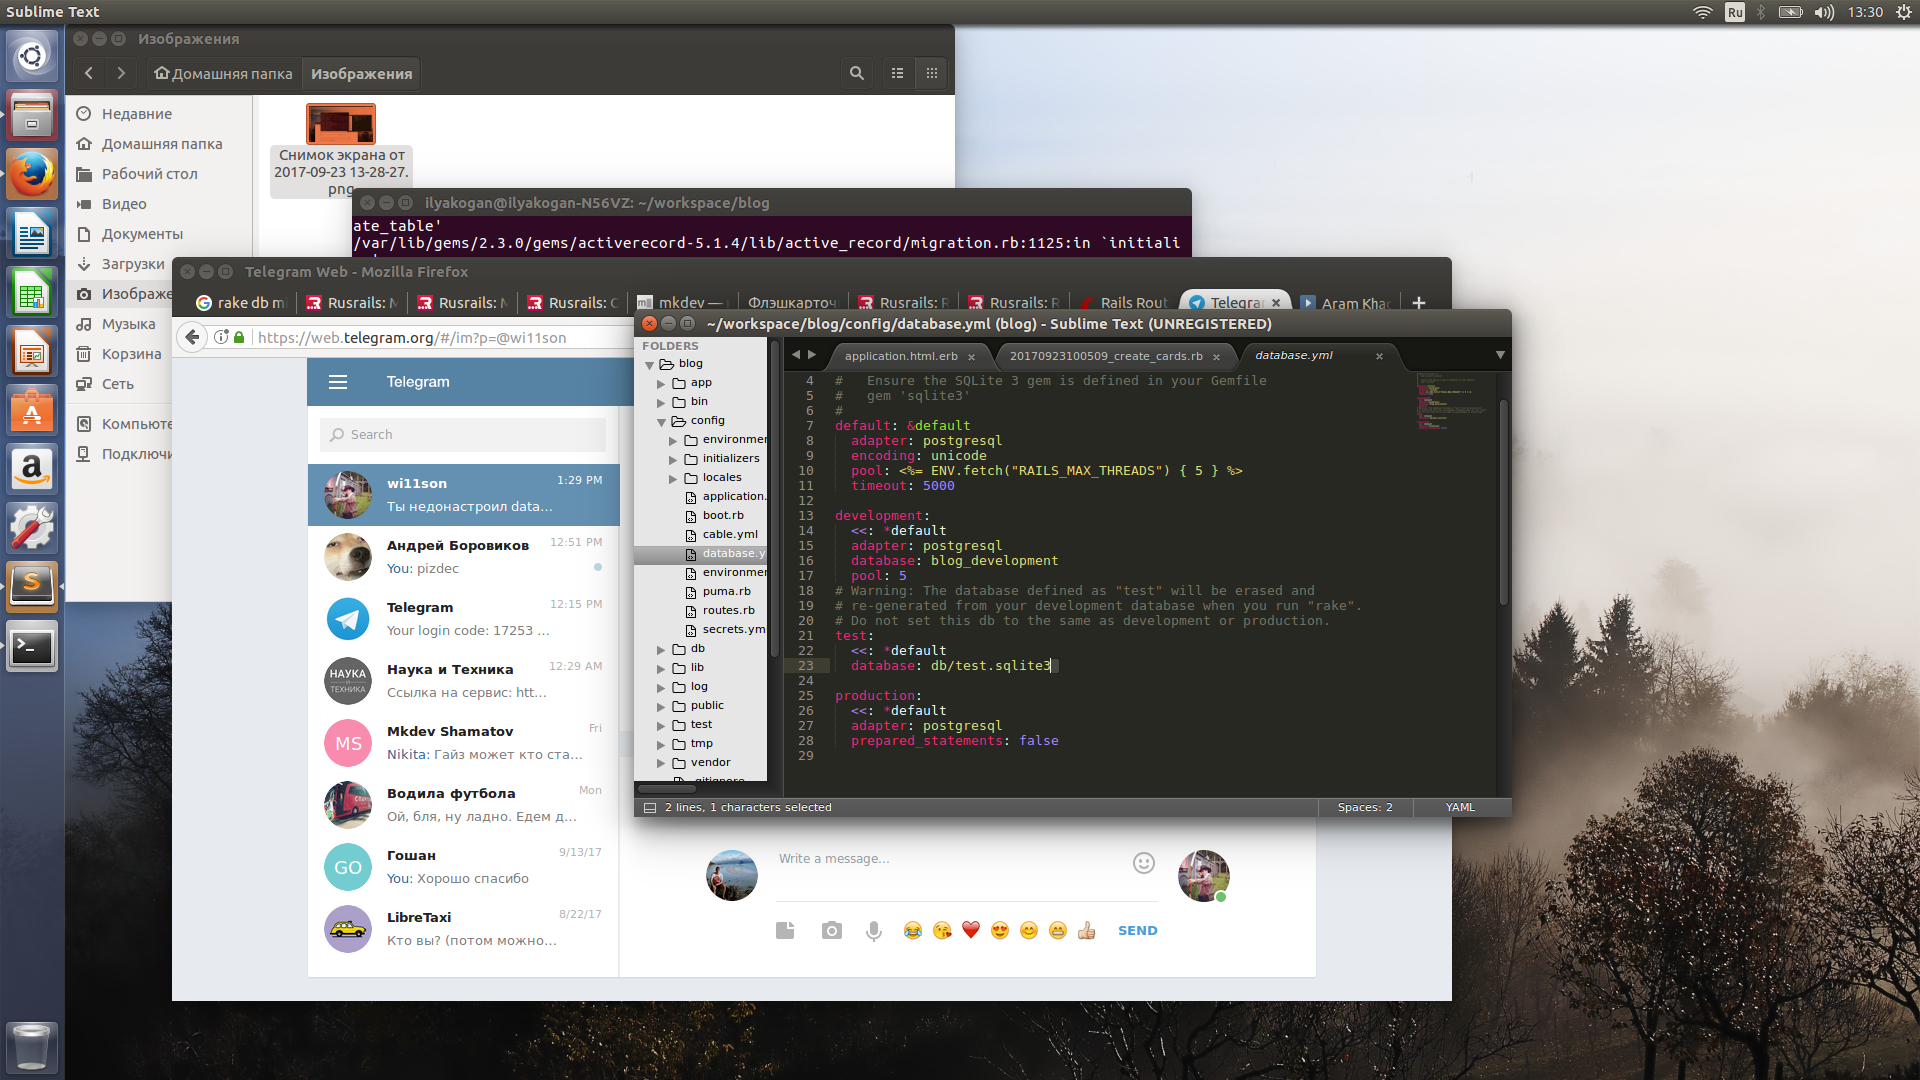 Sublime Text
Ru
13:30
Изображения
Домашняя папка
Изображения
Недавние
Домашняя папка
Рабочий стол
Видео
Документы
Загрузки
Изображе
Музыка
Корзина
Сеть
Компьюте
Подключи
Снимок экрана от
2017-09-23 13-28-27.
png
ilyakogan@ilyakogan-N56VZ: ~/workspace/blog
ate_table'
/var/lib/gems/2.3.0/gems/activerecord-5.1.4/lib/active_record/migration.rb:1125:in `initiali
Telegram Web - Mozilla Firefox
rake db mi
Rusrails: М
Rusrails: М
Rusrails: С
mkdev —
Флэшкарточ
Rusrails: R
Rusrails: R
Rails Rout
Telegra
Aram Kha
https://web.telegram.org/#/im?p=@wi11son
Telegram
Search
wi11son 1:29 PM
Ты недонастроил data...
Андрей Боровиков 12:51 PM
You: pizdec
Telegram 12:15 PM
Your login code: 17253 ...
НАУКА
И
ТЕХНИКА
Наука и Техника 12:29 AM
Ссылка на сервис: htt...
MS
Mkdev Shamatov Fri
Nikita: Гайз может кто ста...
Водила футбола Mon
Ой, бля, ну ладно. Едем д...
GO
Гошан 9/13/17
You: Хорошо спасибо
LibreTaxi 8/22/17
Кто вы? (потом можно...
Write a message...
SEND
~/workspace/blog/config/database.yml (blog) - Sublime Text (UNREGISTERED)
FOLDERS
blog
app
bin
config
environmen
initializers
locales
application.
boot.rb
cable.yml
database.y
environmen
puma.rb
routes.rb
secrets.ym
db
lib
log
public
test
tmp
vendor
.gitignore
application.html.erb
20170923100509_create_cards.rb
database.yml
4 #   Ensure the SQLite 3 gem is defined in your Gemfile
5 #   gem 'sqlite3'
6 #
7 default: &default
8   adapter: postgresql
9   encoding: unicode
10   pool: <%= ENV.fetch("RAILS_MAX_THREADS") { 5 } %>
11   timeout: 5000
12
13 development:
14   <<: *default
15   adapter: postgresql
16   database: blog_development
17   pool: 5
18 # Warning: The database defined as "test" will be erased and
19 # re-generated from your development database when you run "rake".
20 # Do not set this db to the same as development or production.
21 test:
22   <<: *default
23   database: db/test.sqlite3
24
25 production:
26   <<: *default
27   adapter: postgresql
28   prepared_statements: false
29
2 lines, 1 characters selected
Spaces: 2
YAML